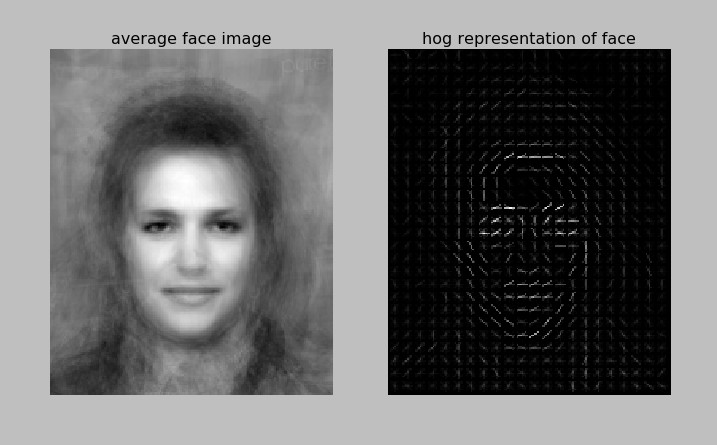 average face image
hog representation of face